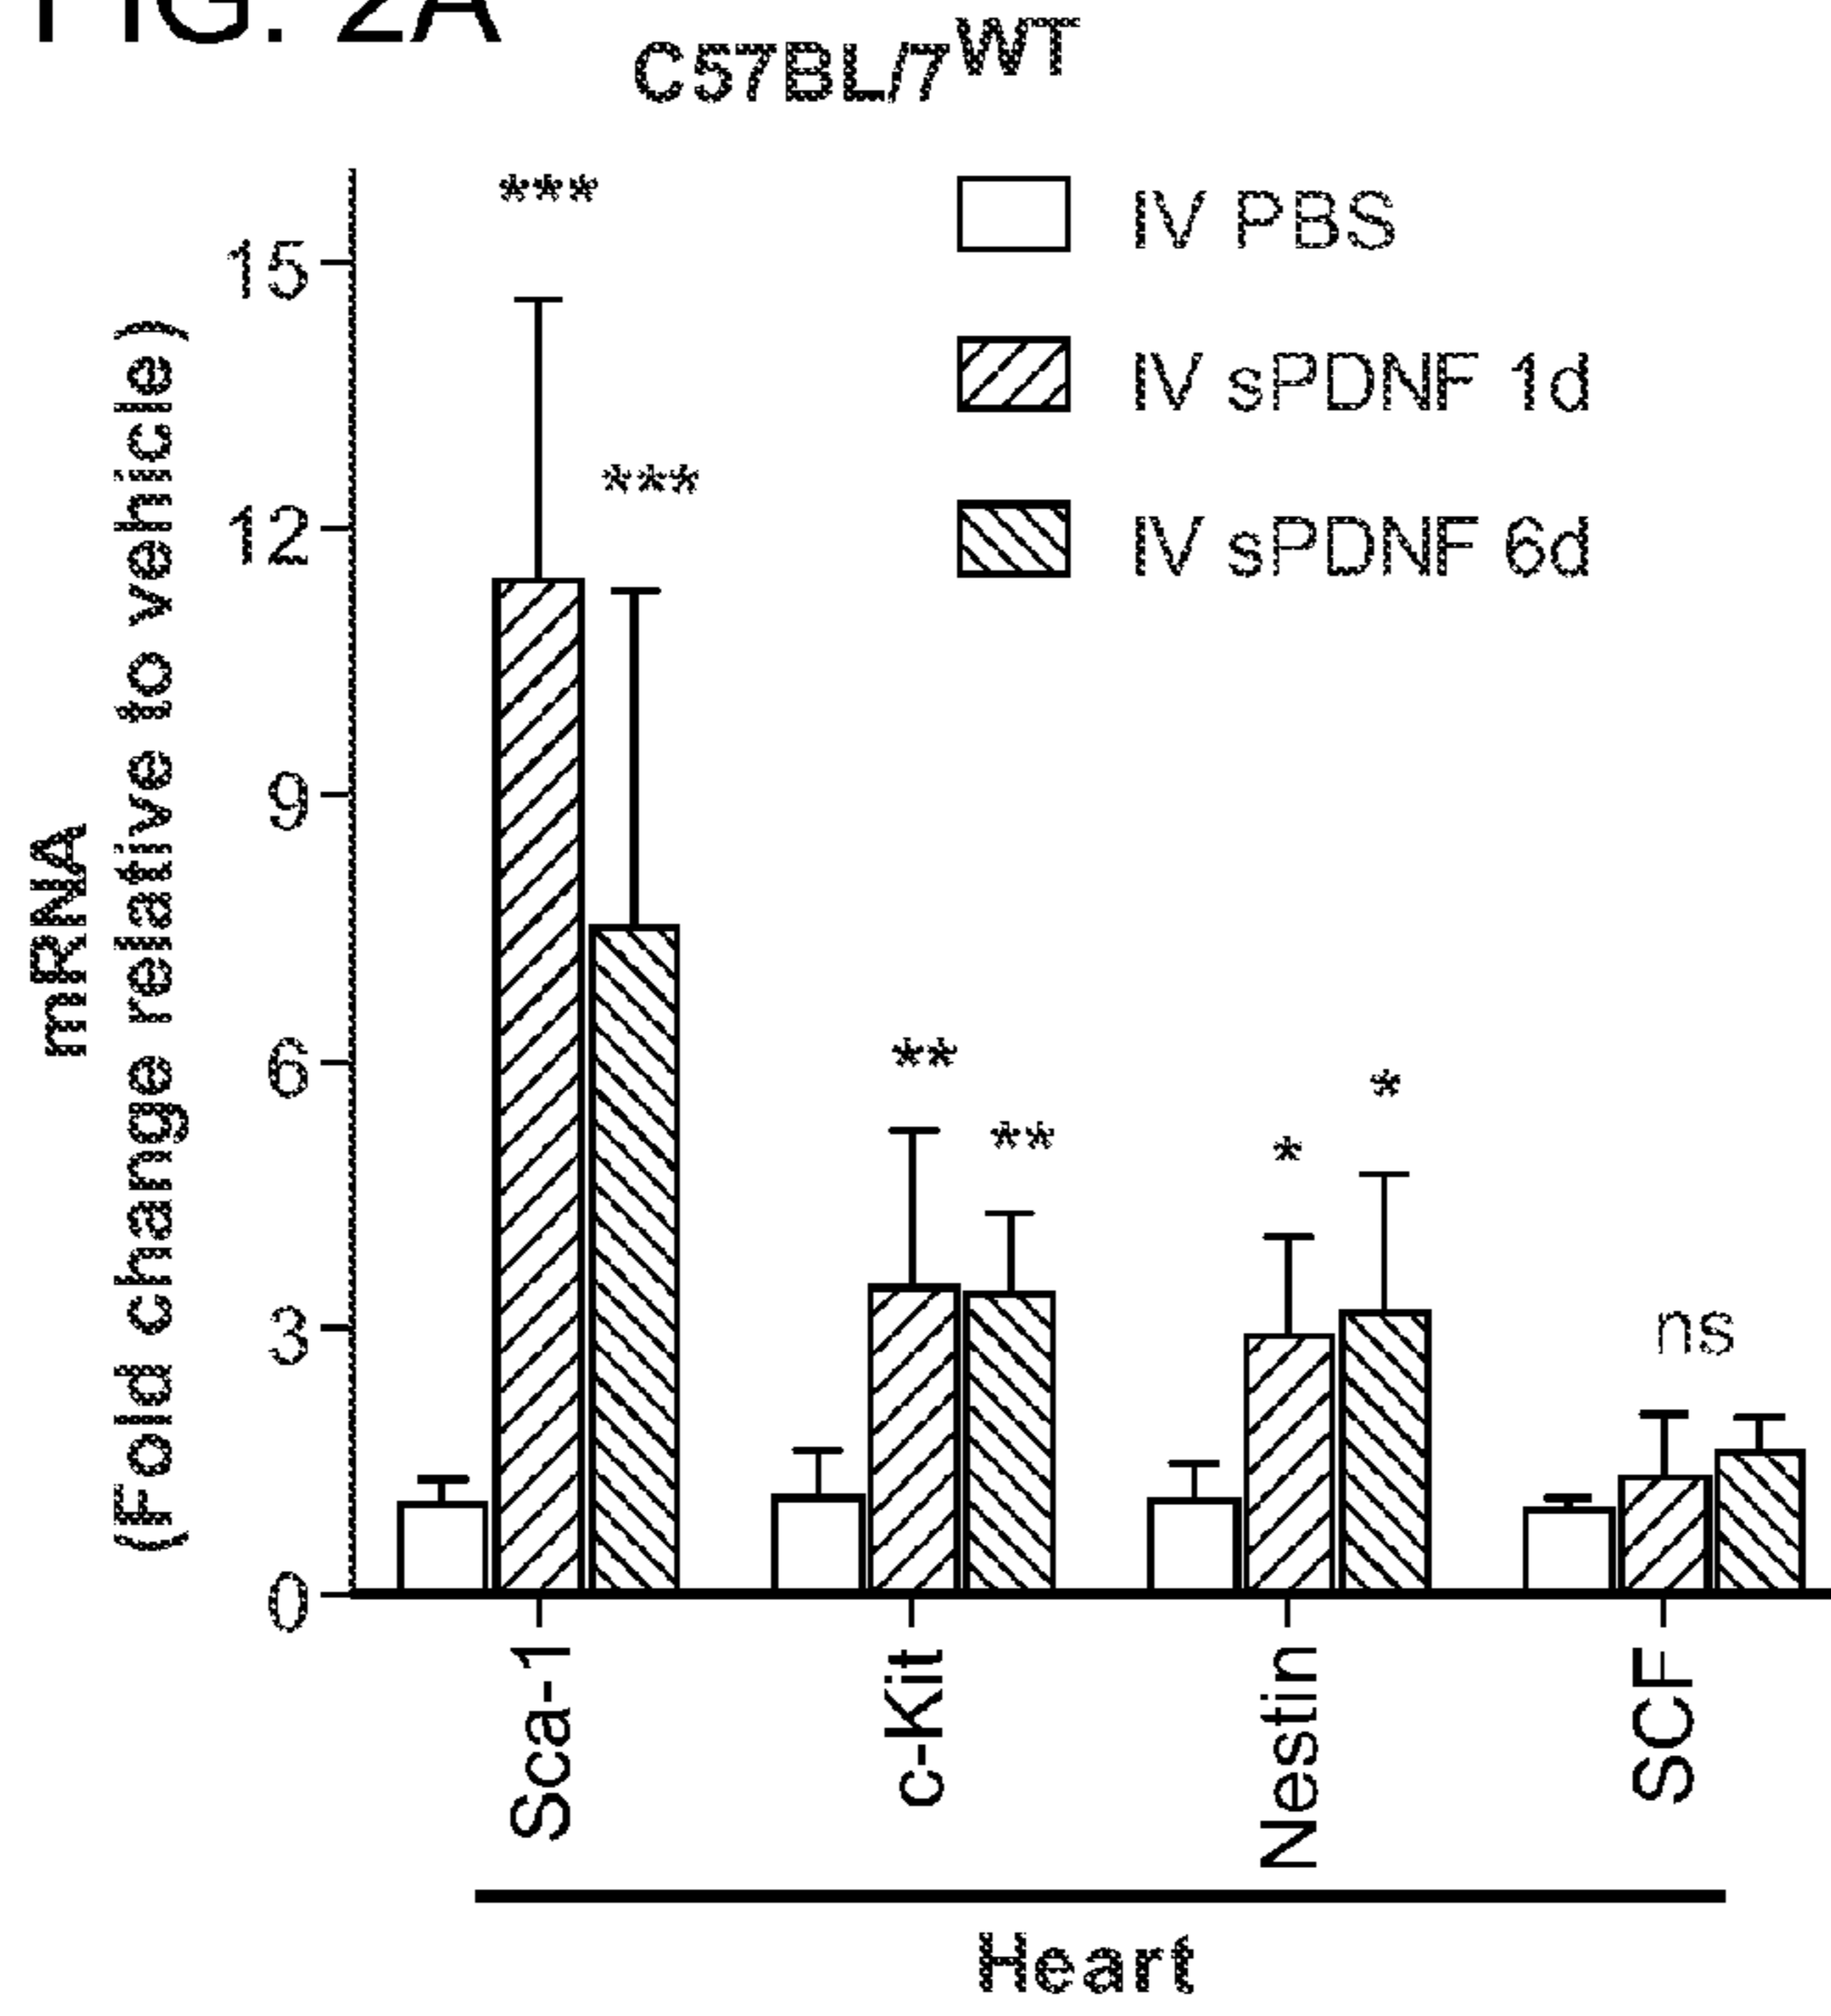 FIG. 2A
C57BL/7WT
***
***
**
**
*
*
ns
IV PBS
IV sPDNF 1d
IV sPDNF 6d
mRNA
(Fold change relative to vehicle)
15
12
9
6
3
0
Sca-1
c-Kit
Nestin
SCF
Heart